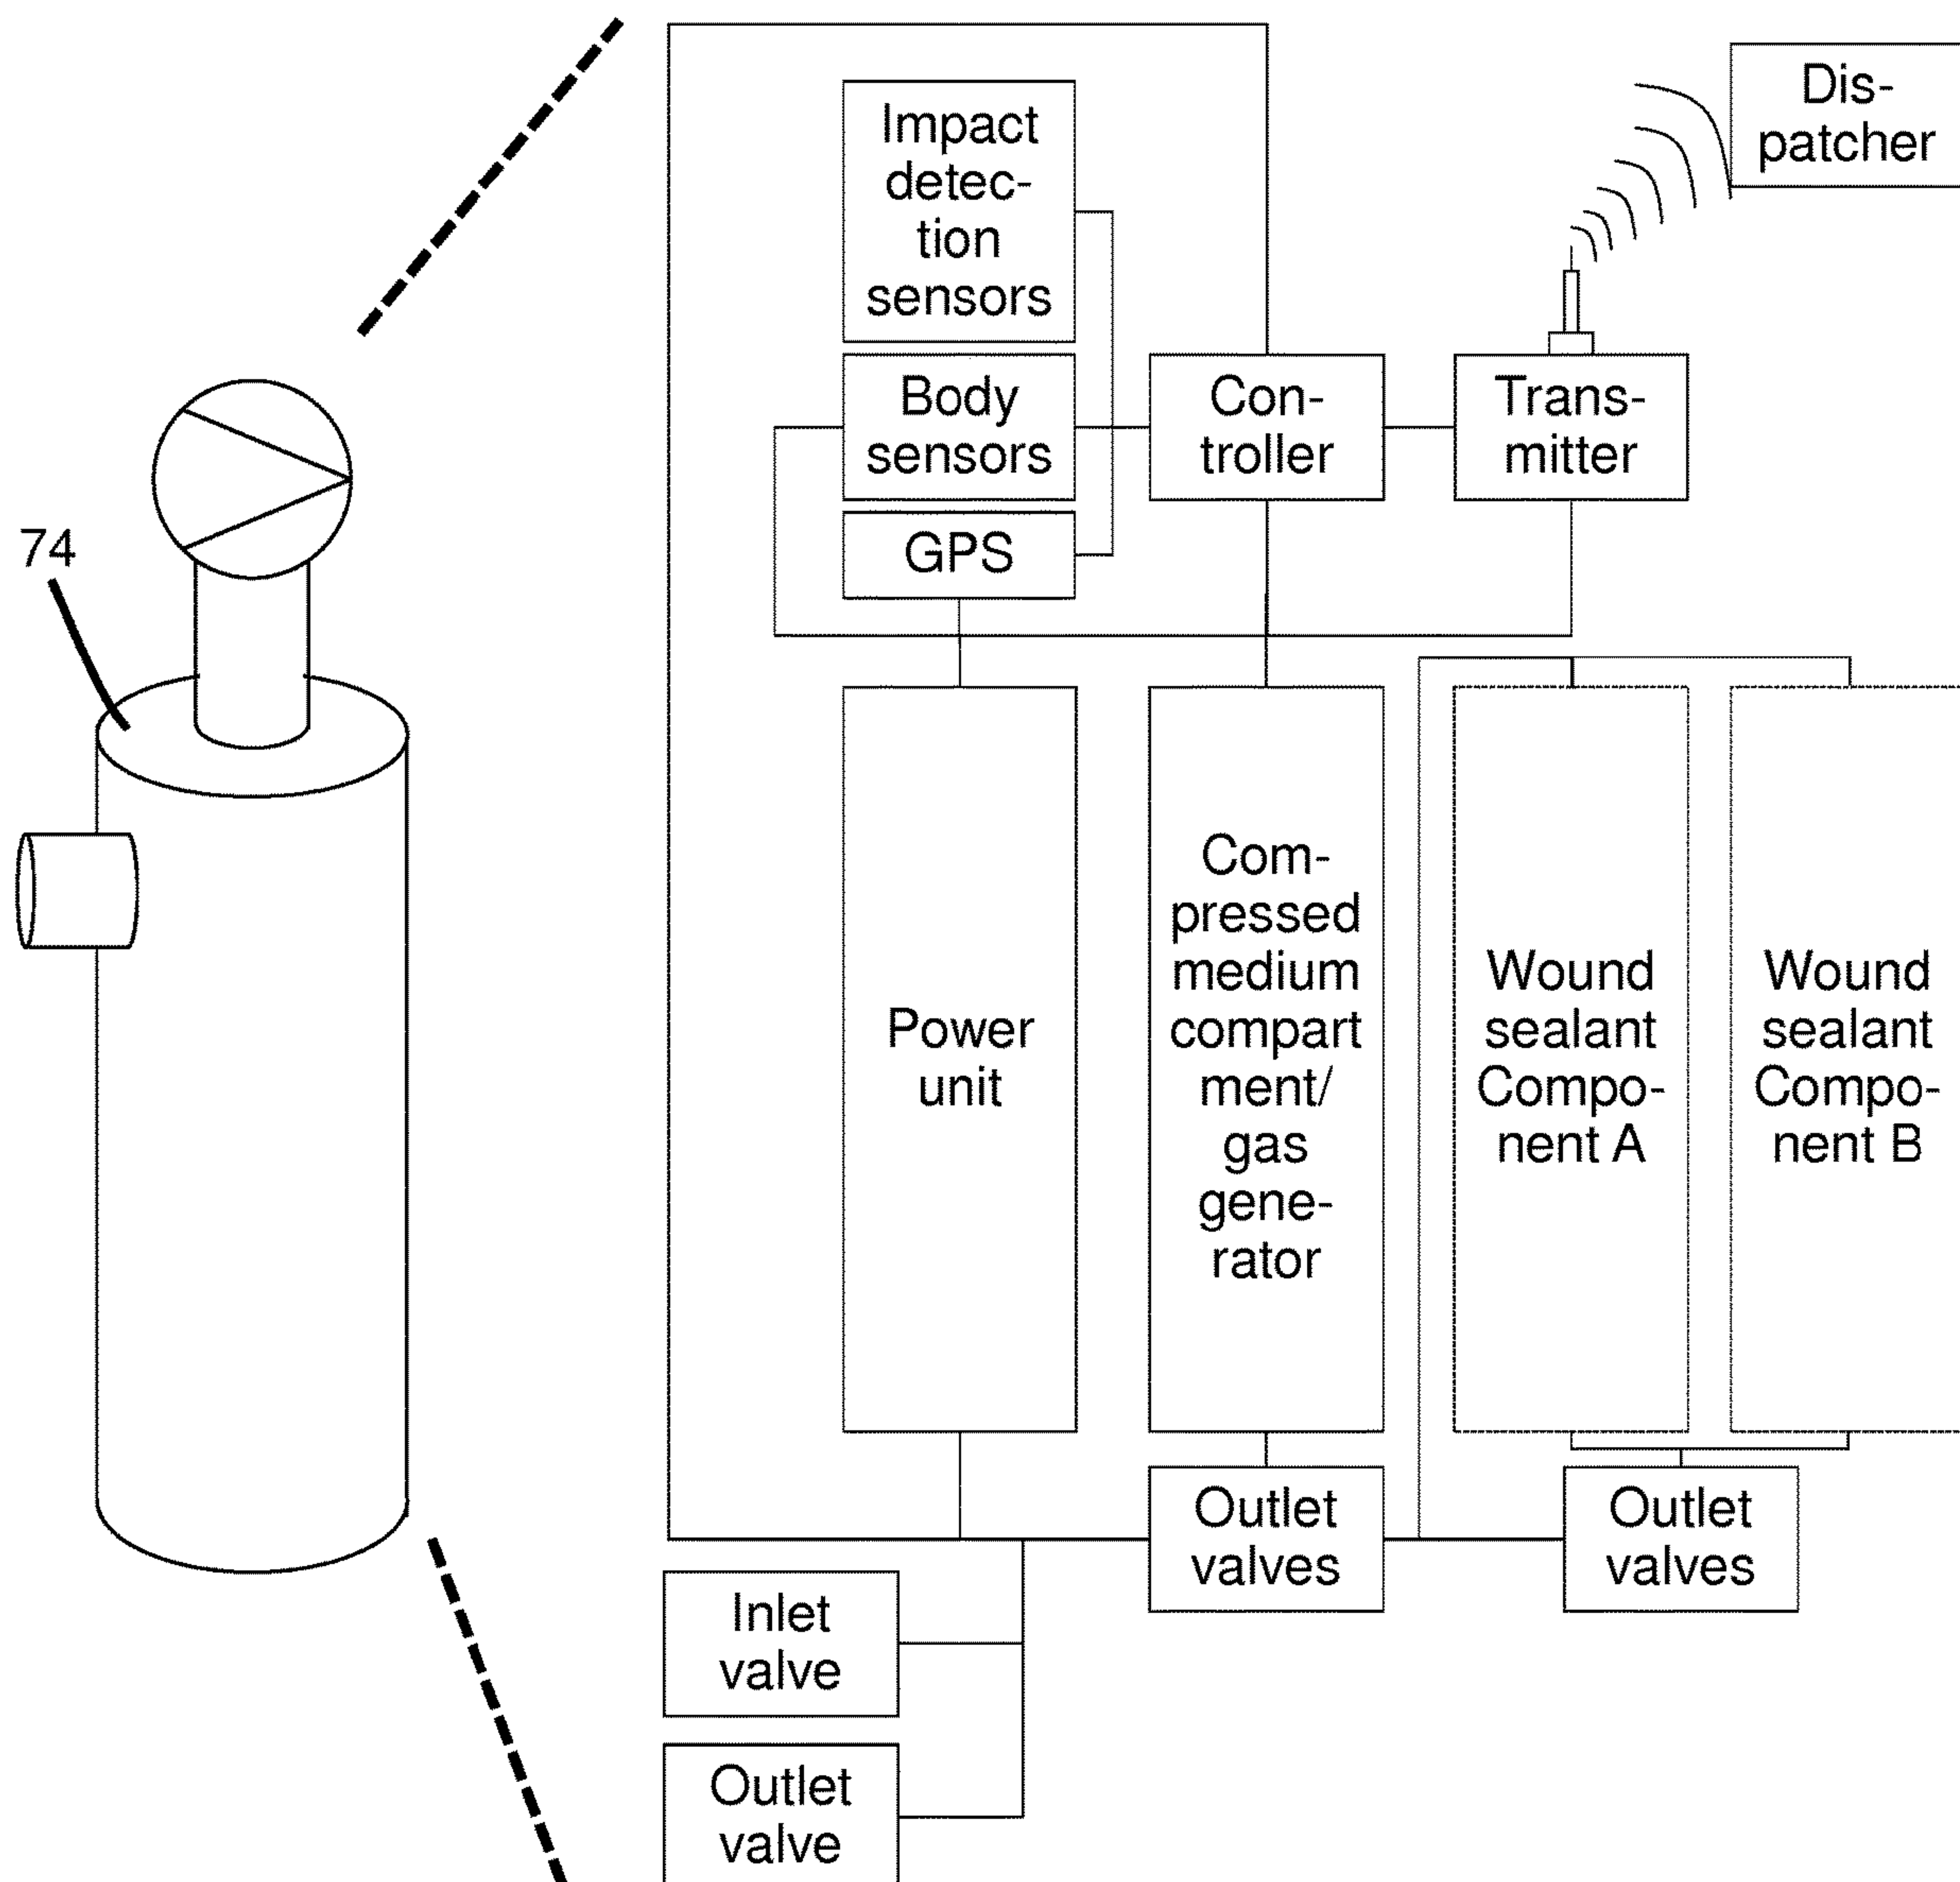 74
Impact
detec-
tion
sensors
Body
sensors
GPS
Con-
troller
Trans-
mitter
Dis-
patcher
Power
unit
Com-
pressed
medium
compart
ment/
gas
gene-
rator
Wound
sealant
Compo-
nent A
Wound
sealant
Compo-
nent B
Outlet
valves
Outlet
valves
Inlet
valve
Outlet
valve